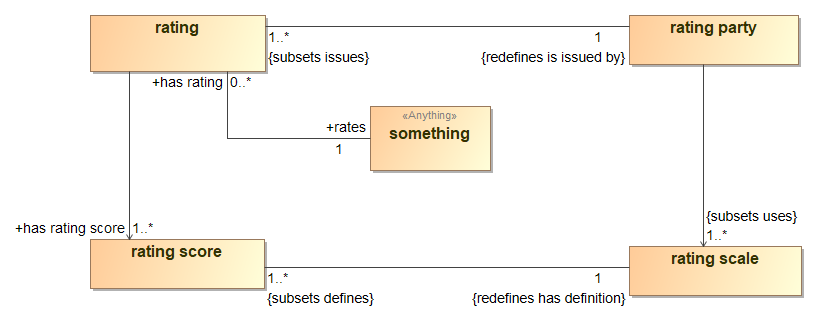 rating
rating party
1..*
1
{subsets issues}
{redefines is issued by}
+has rating
0..*
«Anything»
something
+rates
1
{subsets uses}
+has rating score
1..*
1..*
rating score
rating scale
1..*
1
{subsets defines}
{redefines has definition}